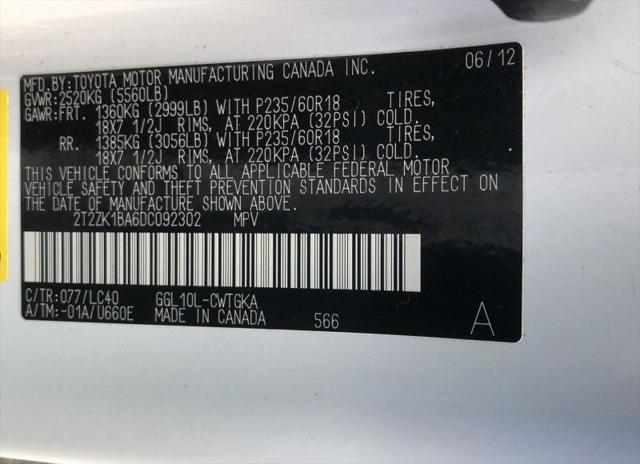 MFD.BY:TOYOTA MOTOR MANUFACTURING CANADA INC. 06/12
GVWR:2520KG (5560LB)
GAWR:FRT. 1360KG (2999LB) WITH P235/60R18 TIRES,
18X7 1/2J RIMS, AT 220KPA (32PSI) COLD.
RR. 1385KG (3056LB) WITH P235/60R18 TIRES,
18X7 1/2J RIMS, AT 220KPA (32PSI) COLD.
THIS VEHICLE CONFORMS TO ALL APPLICABLE FEDERAL MOTOR
VEHICLE SAFETY AND THEFT PREVENTION STANDARDS IN EFFECT ON
THE DATE OF MANUFACTURE SHOWN ABOVE.
2T2ZK1BA6DC092302 MPV
C/TR:077/LC40 GGL10L-CWTGKA
A/TM:-01A/U660E MADE IN CANADA 566 A